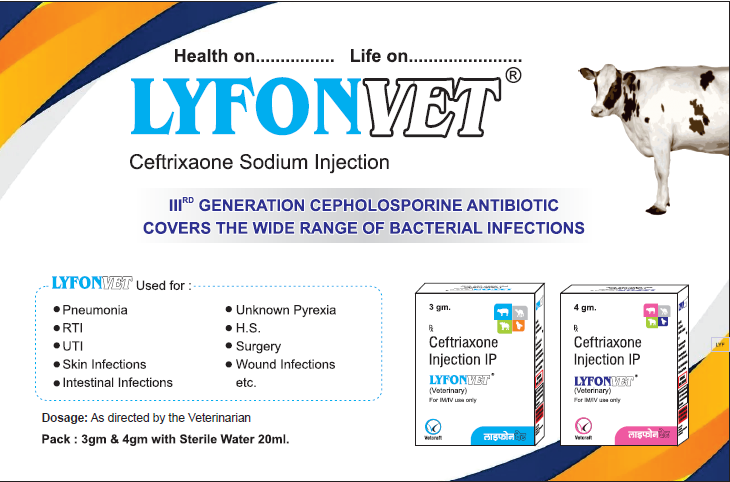 Health on................ Life on.......................
LYFONVET®
Ceftrixaone Sodium Injection
IIIRD GENERATION CEPHOLOSPORINE ANTIBIOTIC
COVERS THE WIDE RANGE OF BACTERIAL INFECTIONS
LYFONVET Used for :
• Pneumonia
• RTI
• UTI
• Skin Infections
• Intestinal Infections
• Unknown Pyrexia
• H.S.
• Surgery
• Wound Infections
etc.
Dosage: As directed by the Veterinarian
Pack : 3gm & 4gm with Sterile Water 20ml.
3 gm.
℞
Ceftriaxone
Injection IP
LYFONVET®
(Veterinary)
For IM/IV use only
Vetcraft
लाइफोन वेट
4 gm.
℞
Ceftriaxone
Injection IP
LYFONVET®
(Veterinary)
For IM/IV use only
Vetcraft
लाइफोन वेट
LYF